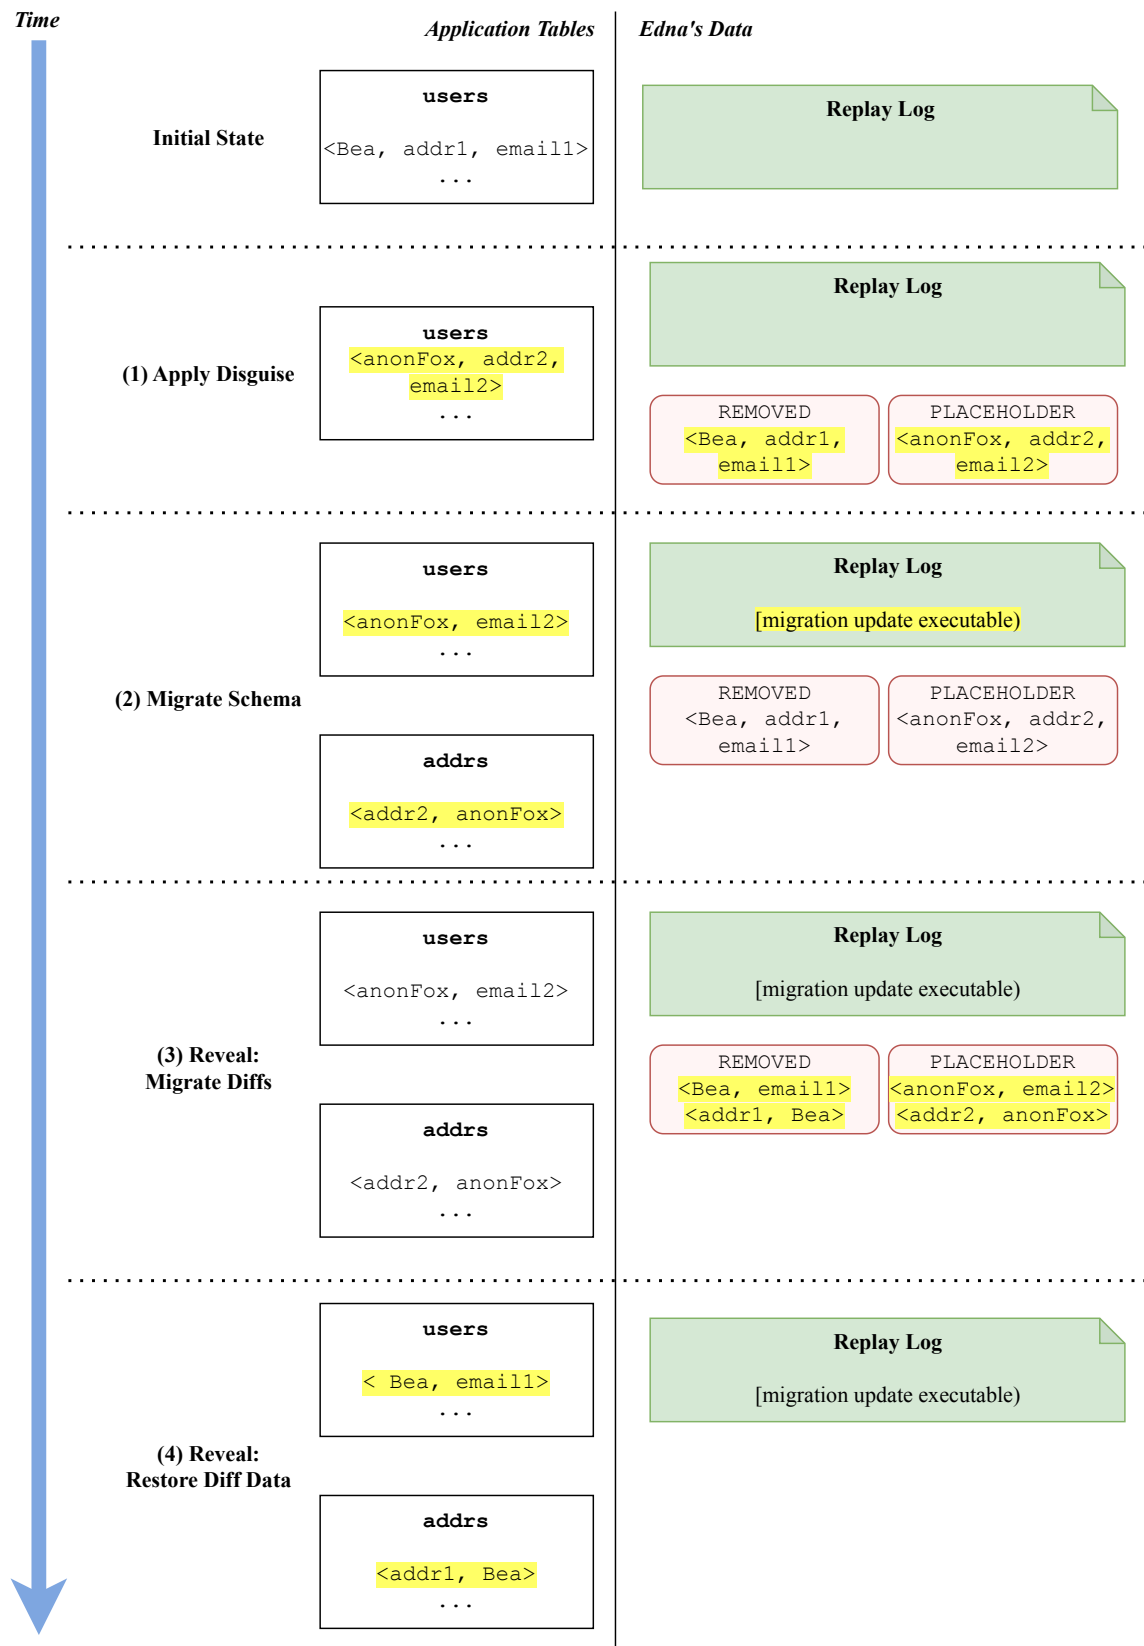 Time
Application Tables
Edna's Data
Initial State
users
<Bea, addr1, email1>
...
Replay Log
(1) Apply Disguise
users
<anonFox, addr2,
email2>
...
Replay Log
REMOVED
<Bea, addr1,
email1>
PLACEHOLDER
<anonFox, addr2,
email2>
(2) Migrate Schema
users
<anonFox, email2>
...
addrs
<addr2, anonFox>
...
Replay Log
[migration update executable)
REMOVED
<Bea, addr1,
email1>
PLACEHOLDER
<anonFox, addr2,
email2>
(3) Reveal:
Migrate Diffs
users
<anonFox, email2>
...
addrs
<addr2, anonFox>
...
Replay Log
[migration update executable)
REMOVED
<Bea, email1>
<addr1, Bea>
PLACEHOLDER
<anonFox, email2>
<addr2, anonFox>
(4) Reveal:
Restore Diff Data
users
< Bea, email1>
...
addrs
<addr1, Bea>
...
Replay Log
[migration update executable)